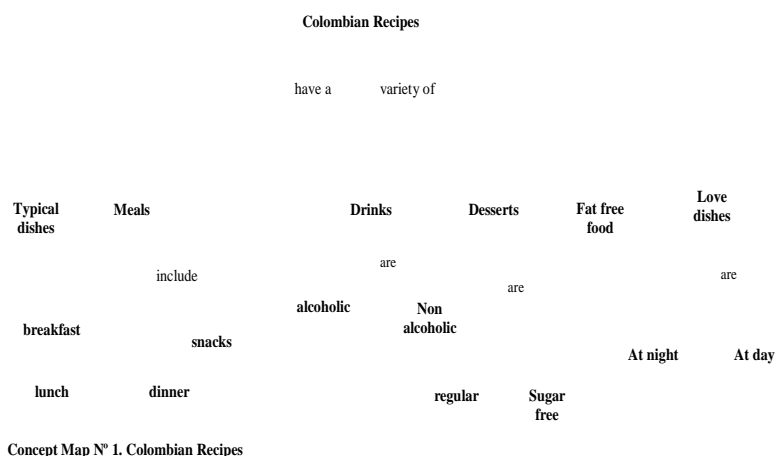 Colombian Recipes
have a variety of
Typical
dishes
Meals
Drinks
Desserts
Fat free
food
Love
dishes
include
are
are
are
breakfast
snacks
lunch
dinner
alcoholic
Non
alcoholic
regular
Sugar
free
At night
At day
Concept Map Nº 1. Colombian Recipes